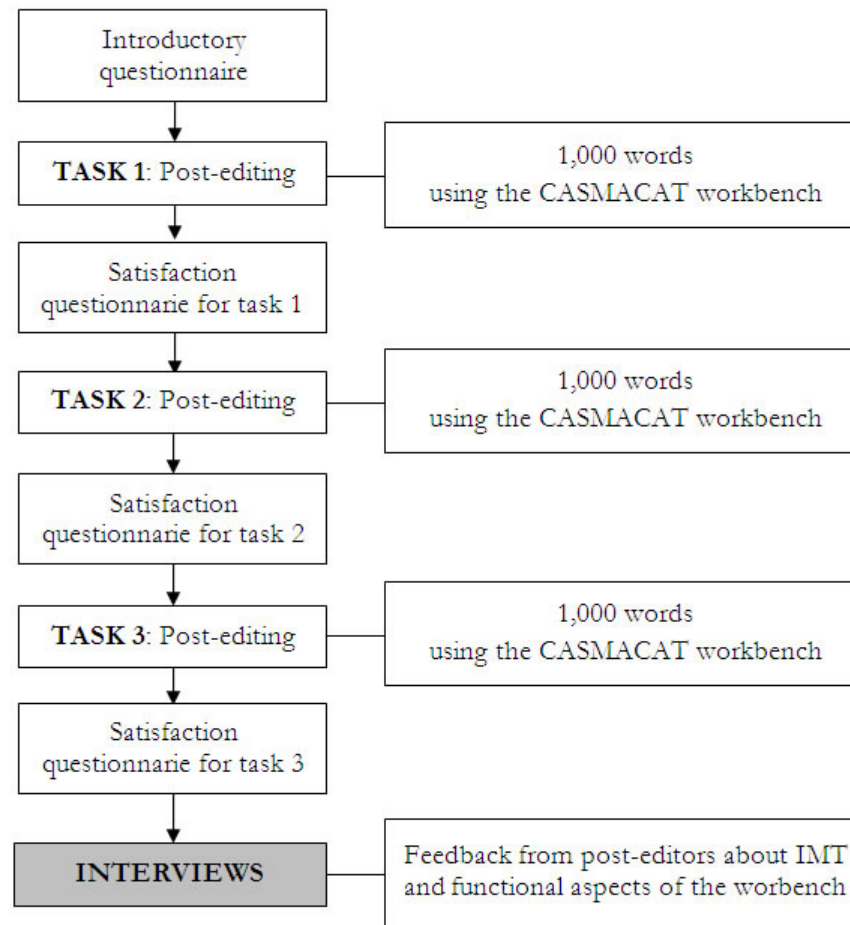 Introductory
questionnaire
TASK 1: Post-editing
1,000 words
using the CASMACAT workbench
Satisfaction
questionnarie for task 1
TASK 2: Post-editing
1,000 words
using the CASMACAT workbench
Satisfaction
questionnarie for task 2
TASK 3: Post-editing
1,000 words
using the CASMACAT workbench
Satisfaction
questionnarie for task 3
INTERVIEWS
Feedback from post-editors about IMT
and functional aspects of the worbench